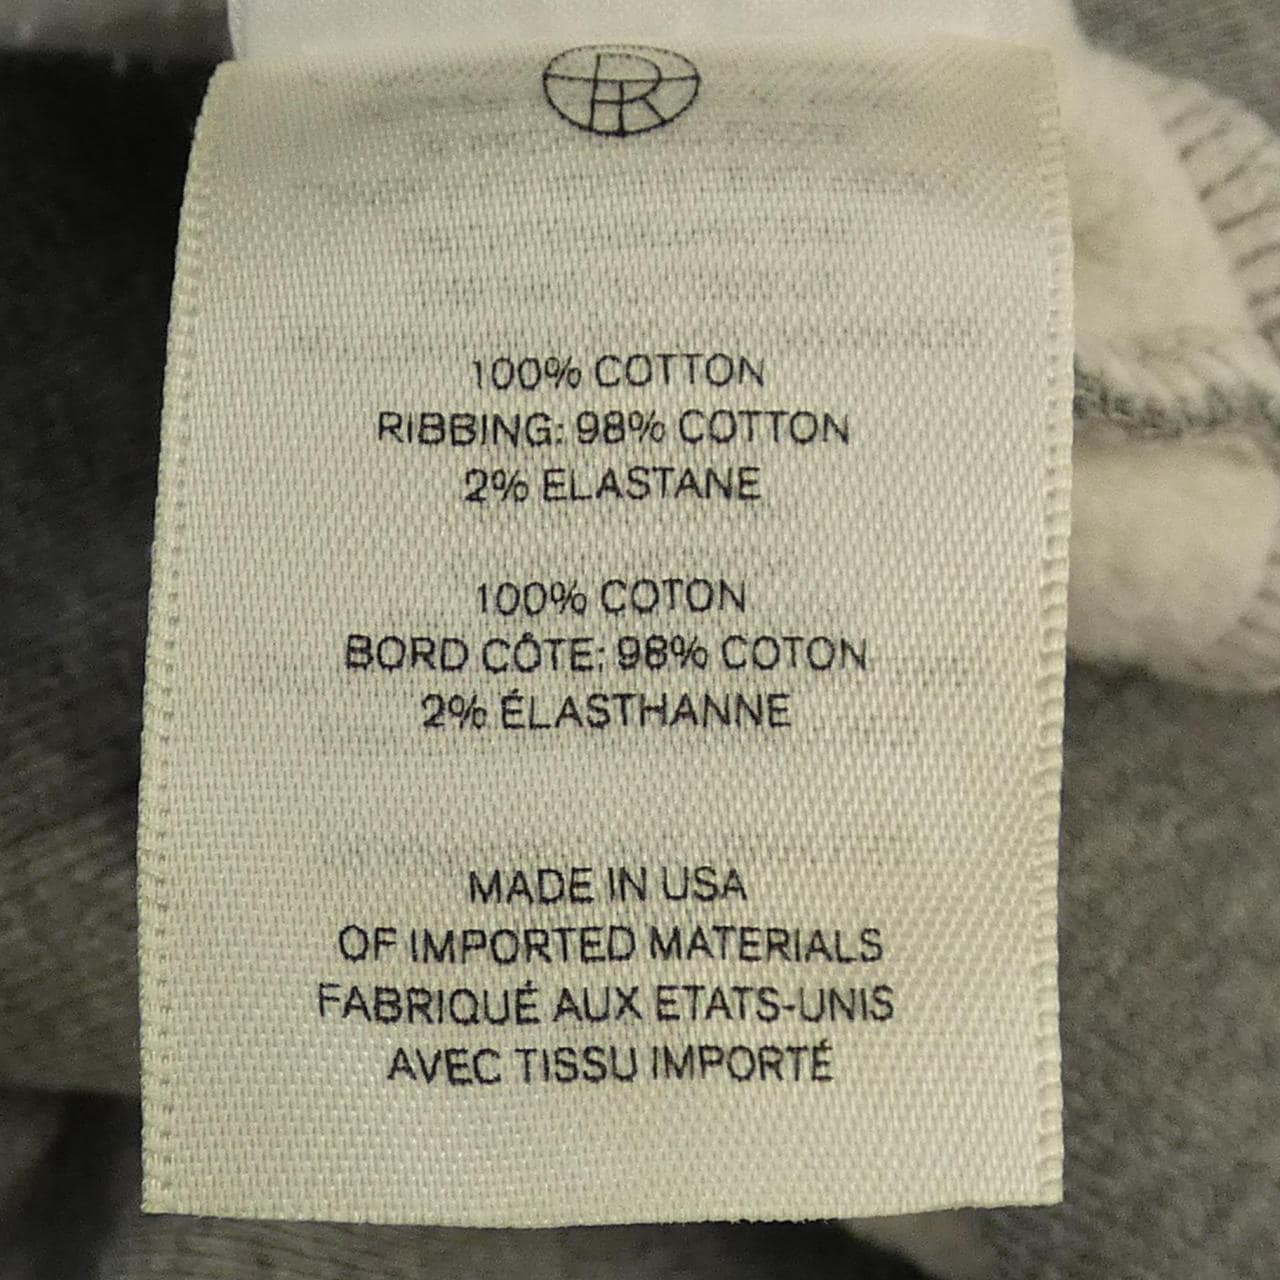 100% COTTON
RIBBING: 98% COTTON
2% ELASTANE
100% COTON
BORD CÔTE: 98% COTON
2% ÉLASTHANNE
MADE IN USA
OF IMPORTED MATERIALS
FABRIQUÉ AUX ETATS-UNIS
AVEC TISSU IMPORTÉ